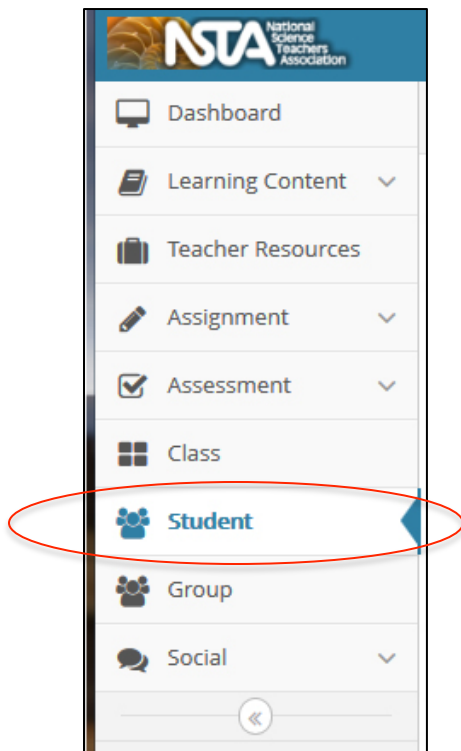 NSTA
National
Science
Teachers
Association
Dashboard
Learning Content
Teacher Resources
Assignment
Assessment
Class
Student
Group
Social